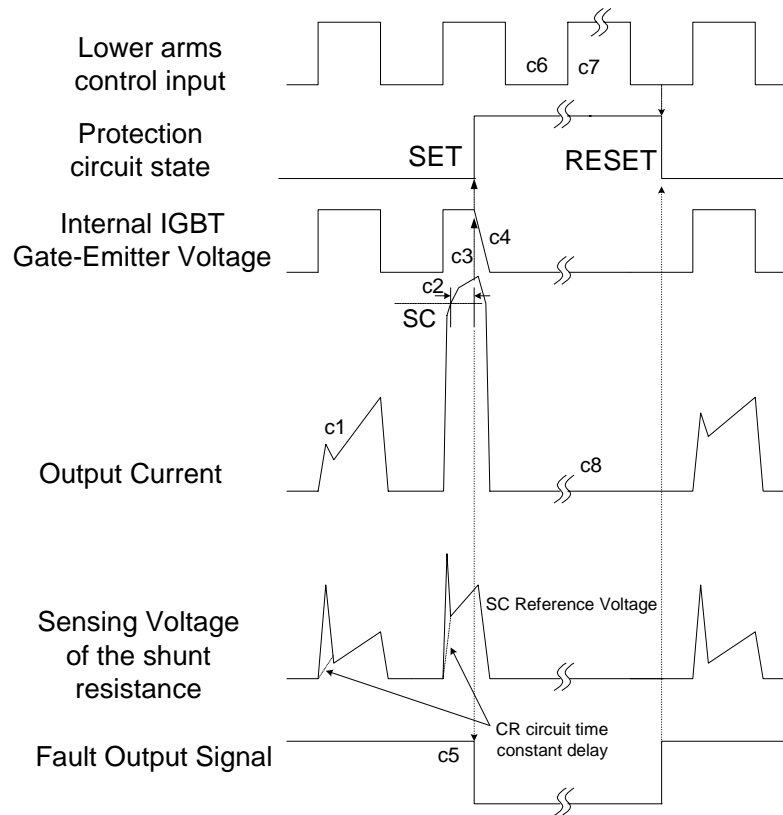 Lower arms
control input
c6
c7
Protection
circuit state
SET
RESET
Internal IGBT
Gate-Emitter Voltage
c3
c4
c2
SC
c1
Output Current
c8
SC Reference Voltage
Sensing Voltage
of the shunt
resistance
CR circuit time
constant delay
Fault Output Signal
c5